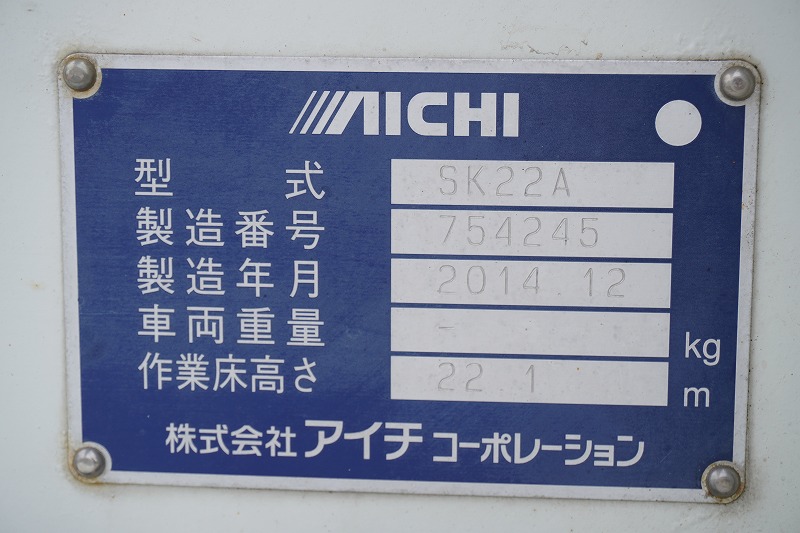 AICHI
型式 SK22A
製造番号 754245
製造年月 2014.12
車両重量 - kg
作業床高さ 22.1 m
株式会社 アイチ コーポレーション